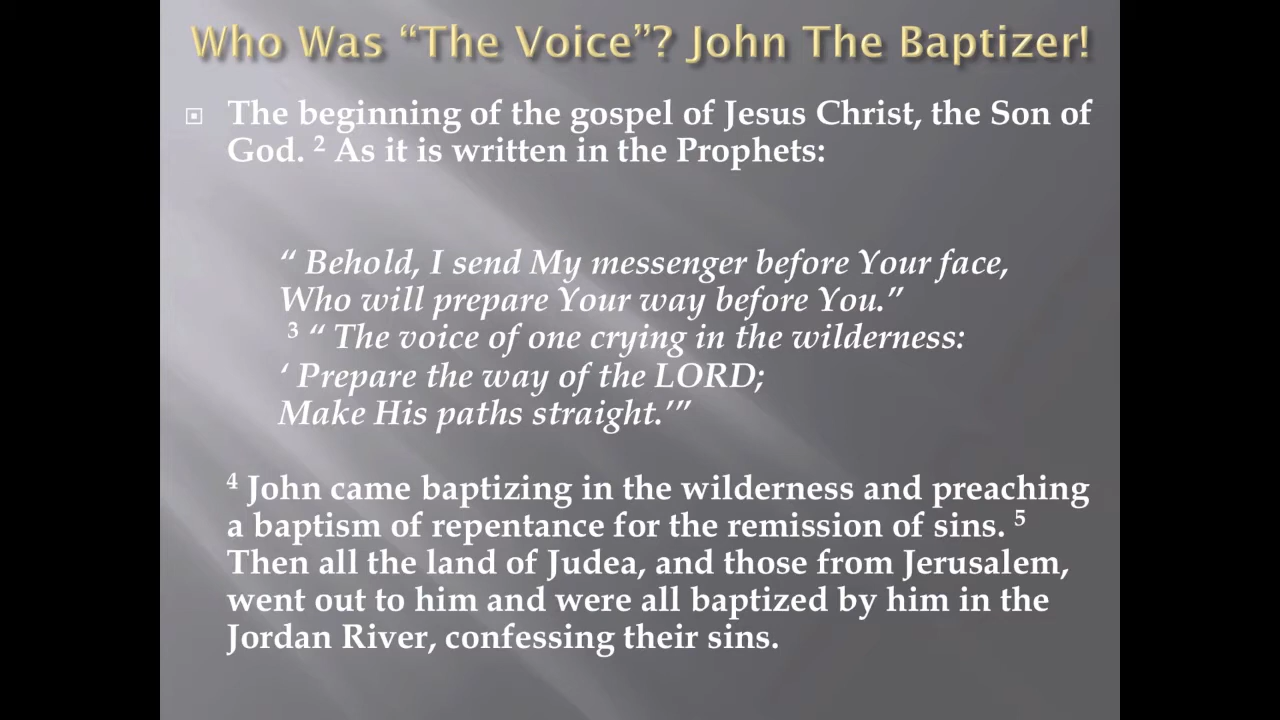 Who Was “The Voice”? John The Baptizer!
The beginning of the gospel of Jesus Christ, the Son of
God. ² As it is written in the Prophets:
“ Behold, I send My messenger before Your face,
Who will prepare Your way before You.”
³ “ The voice of one crying in the wilderness:
‘ Prepare the way of the LORD;
Make His paths straight.’”
⁴ John came baptizing in the wilderness and preaching
a baptism of repentance for the remission of sins. ⁵
Then all the land of Judea, and those from Jerusalem,
went out to him and were all baptized by him in the
Jordan River, confessing their sins.